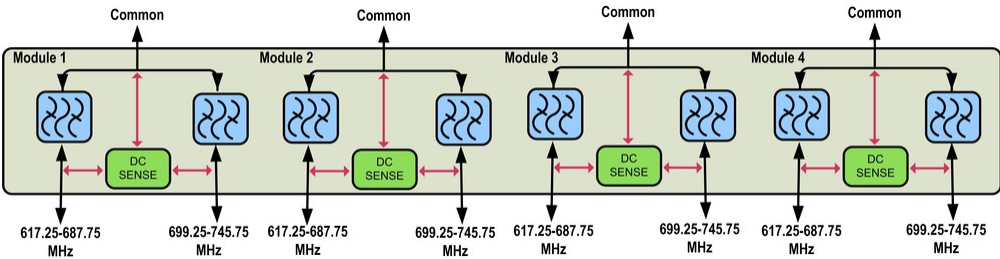 Common
Common
Common
Common
Module 1
Module 2
Module 3
Module 4
DC
SENSE
DC
SENSE
DC
SENSE
DC
SENSE
617.25-687.75
MHz
699.25-745.75
MHz
617.25-687.75
MHz
699.25-745.75
MHz
617.25-687.75
MHz
699.25-745.75
MHz
617.25-687.75
MHz
699.25-745.75
MHz